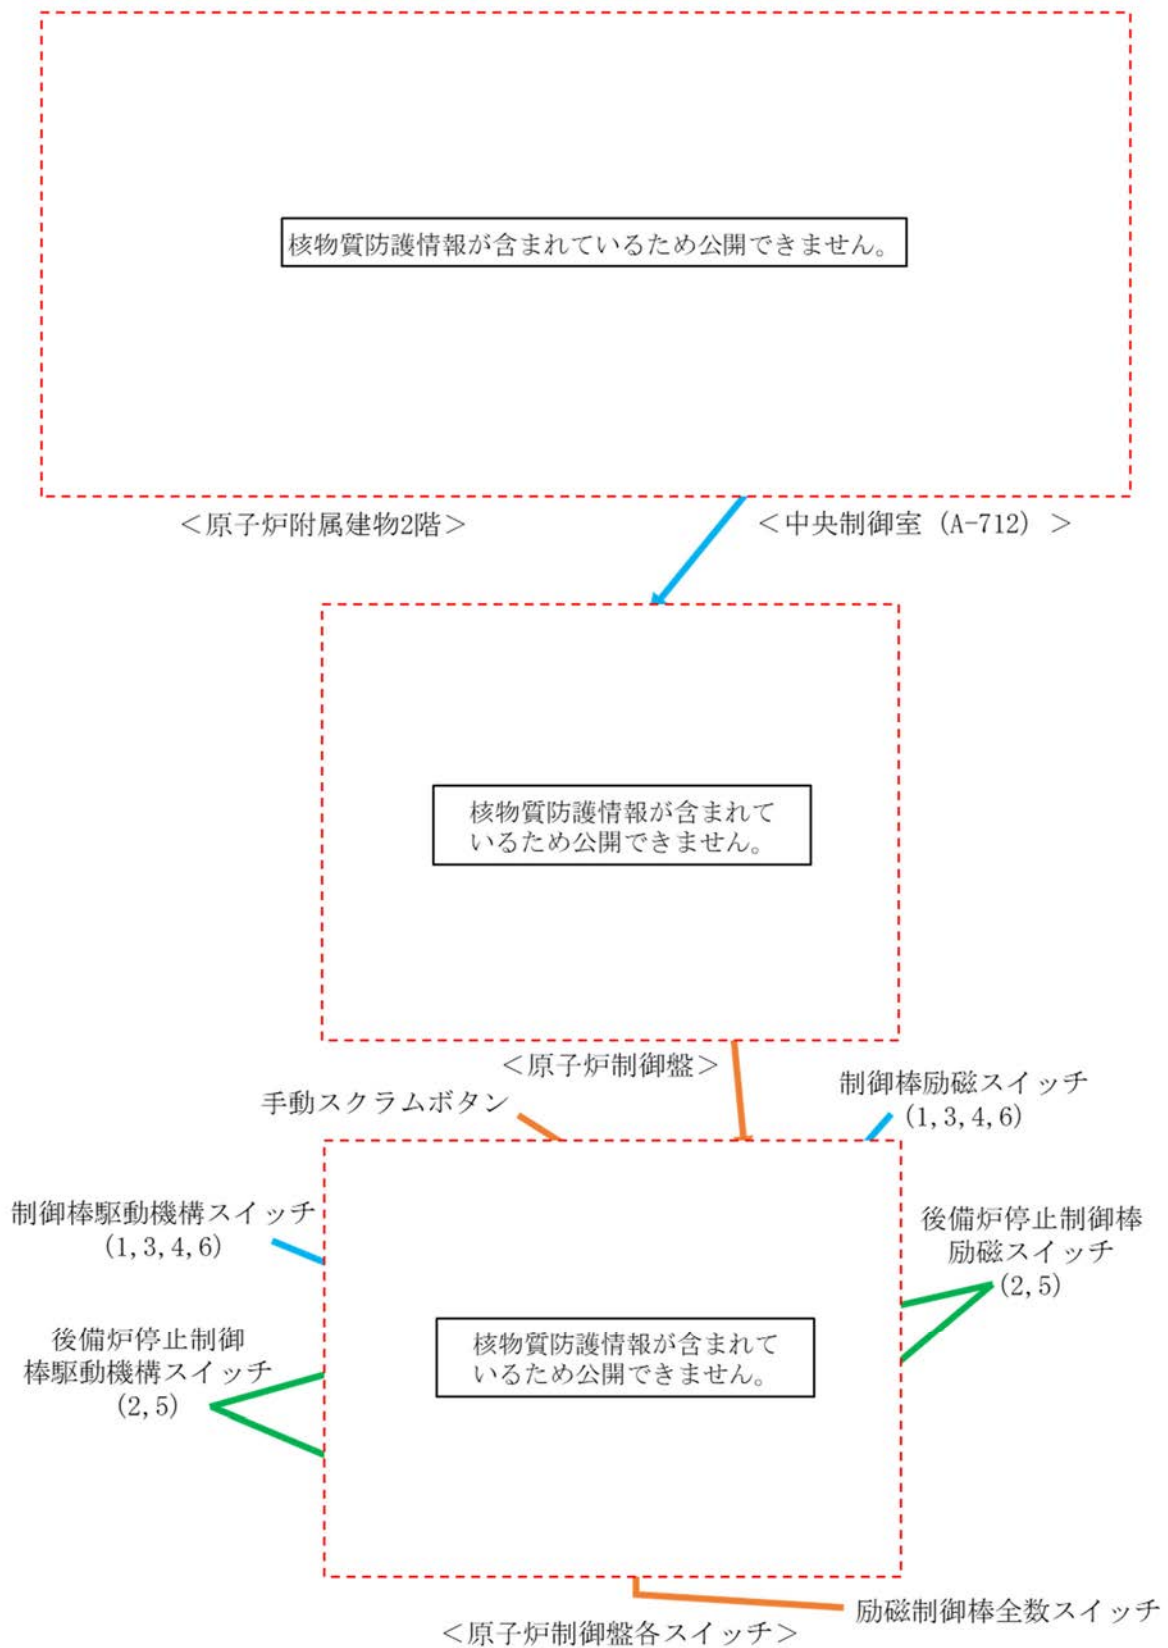 核物質防護情報が含まれているため公開できません。
＜原子炉附属建物2階＞
＜中央制御室（A-712）＞
核物質防護情報が含まれて
いるため公開できません。
＜原子炉制御盤＞
手動スクラムボタン
制御棒励磁スイッチ
(1,3,4,6)
制御棒駆動機構スイッチ
(1,3,4,6)
後備炉停止制御棒
励磁スイッチ
(2,5)
後備炉停止制御
棒駆動機構スイッチ
(2,5)
核物質防護情報が含まれて
いるため公開できません。
励磁制御棒全数スイッチ
＜原子炉制御盤各スイッチ＞